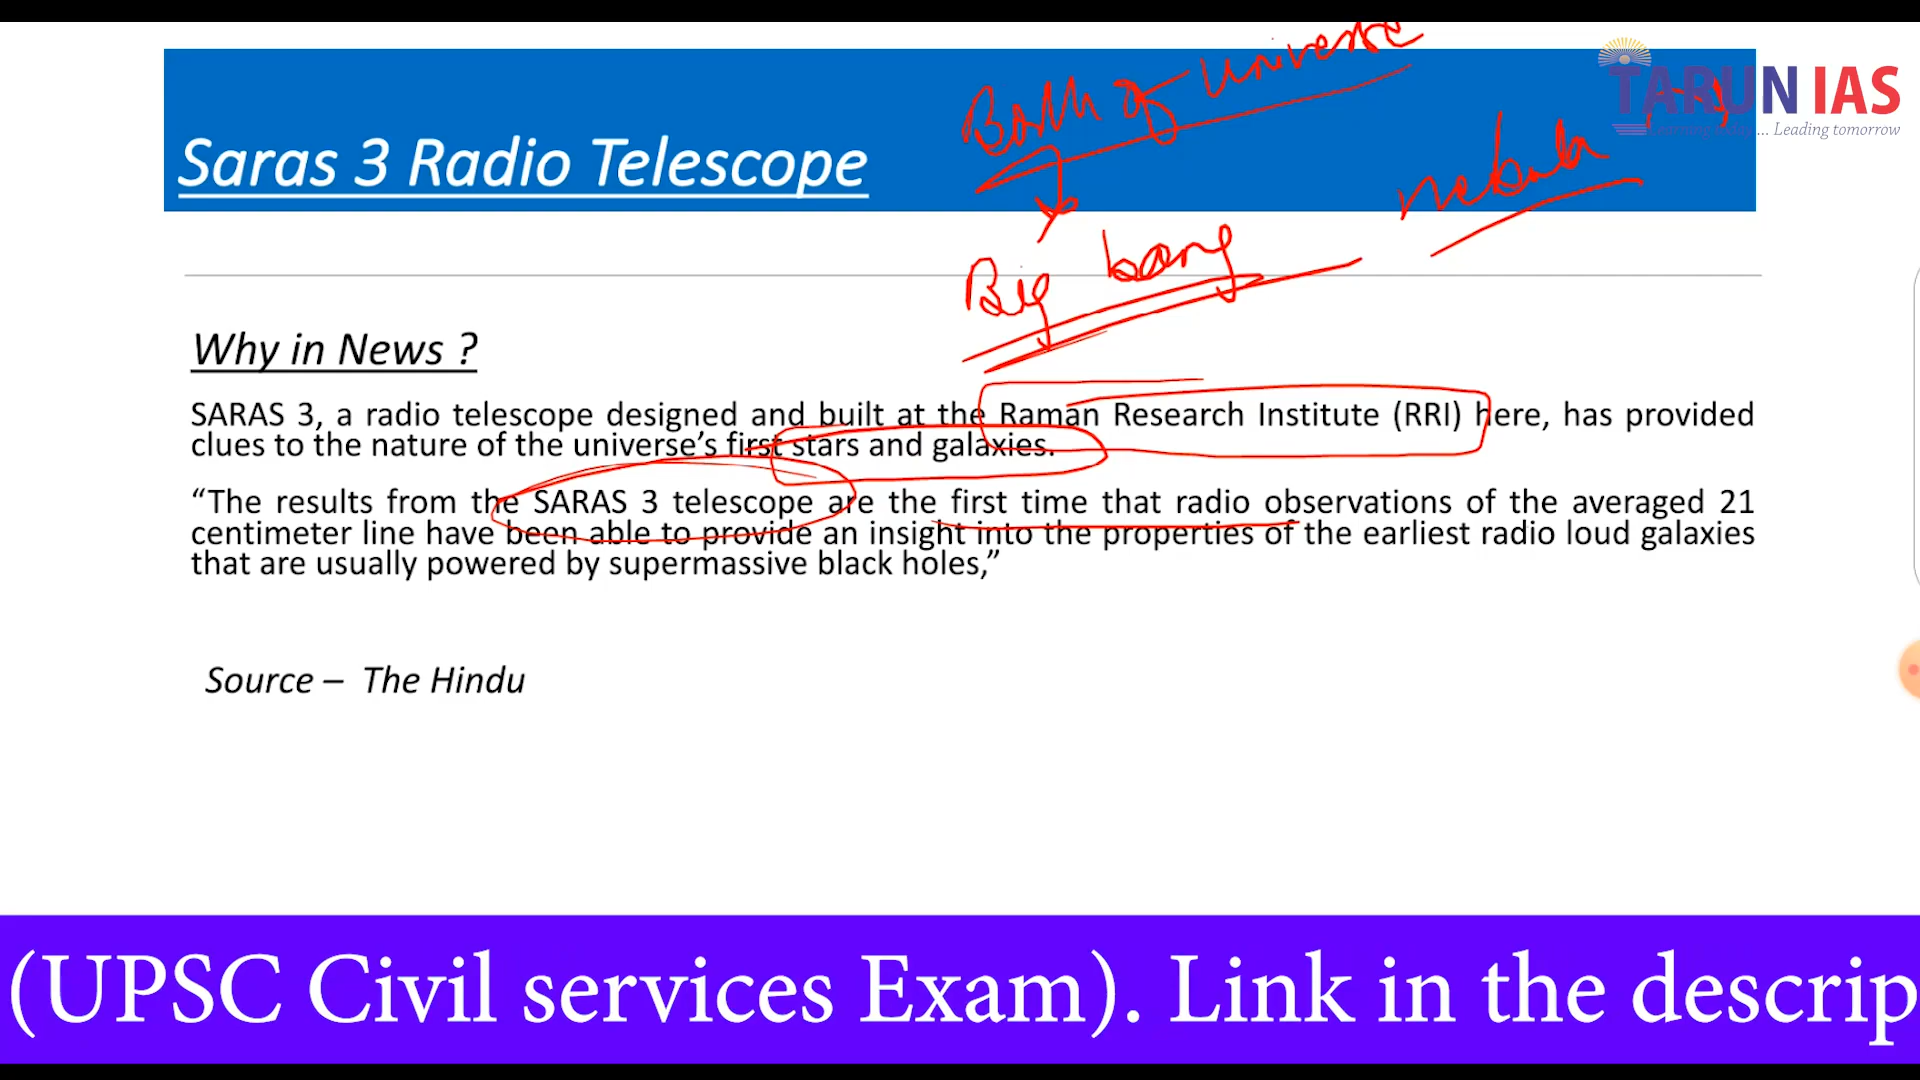 Birth of Universe
TARUN IAS
Learning today... Leading tomorrow
Saras 3 Radio Telescope
nebula
Big bang
Why in News ?
SARAS 3, a radio telescope designed and built at the Raman Research Institute (RRI) here, has provided
clues to the nature of the universe’s first stars and galaxies.
“The results from the SARAS 3 telescope are the first time that radio observations of the averaged 21
centimeter line have been able to provide an insight into the properties of the earliest radio loud galaxies
that are usually powered by supermassive black holes,”
Source – The Hindu
(UPSC Civil services Exam). Link in the descrip